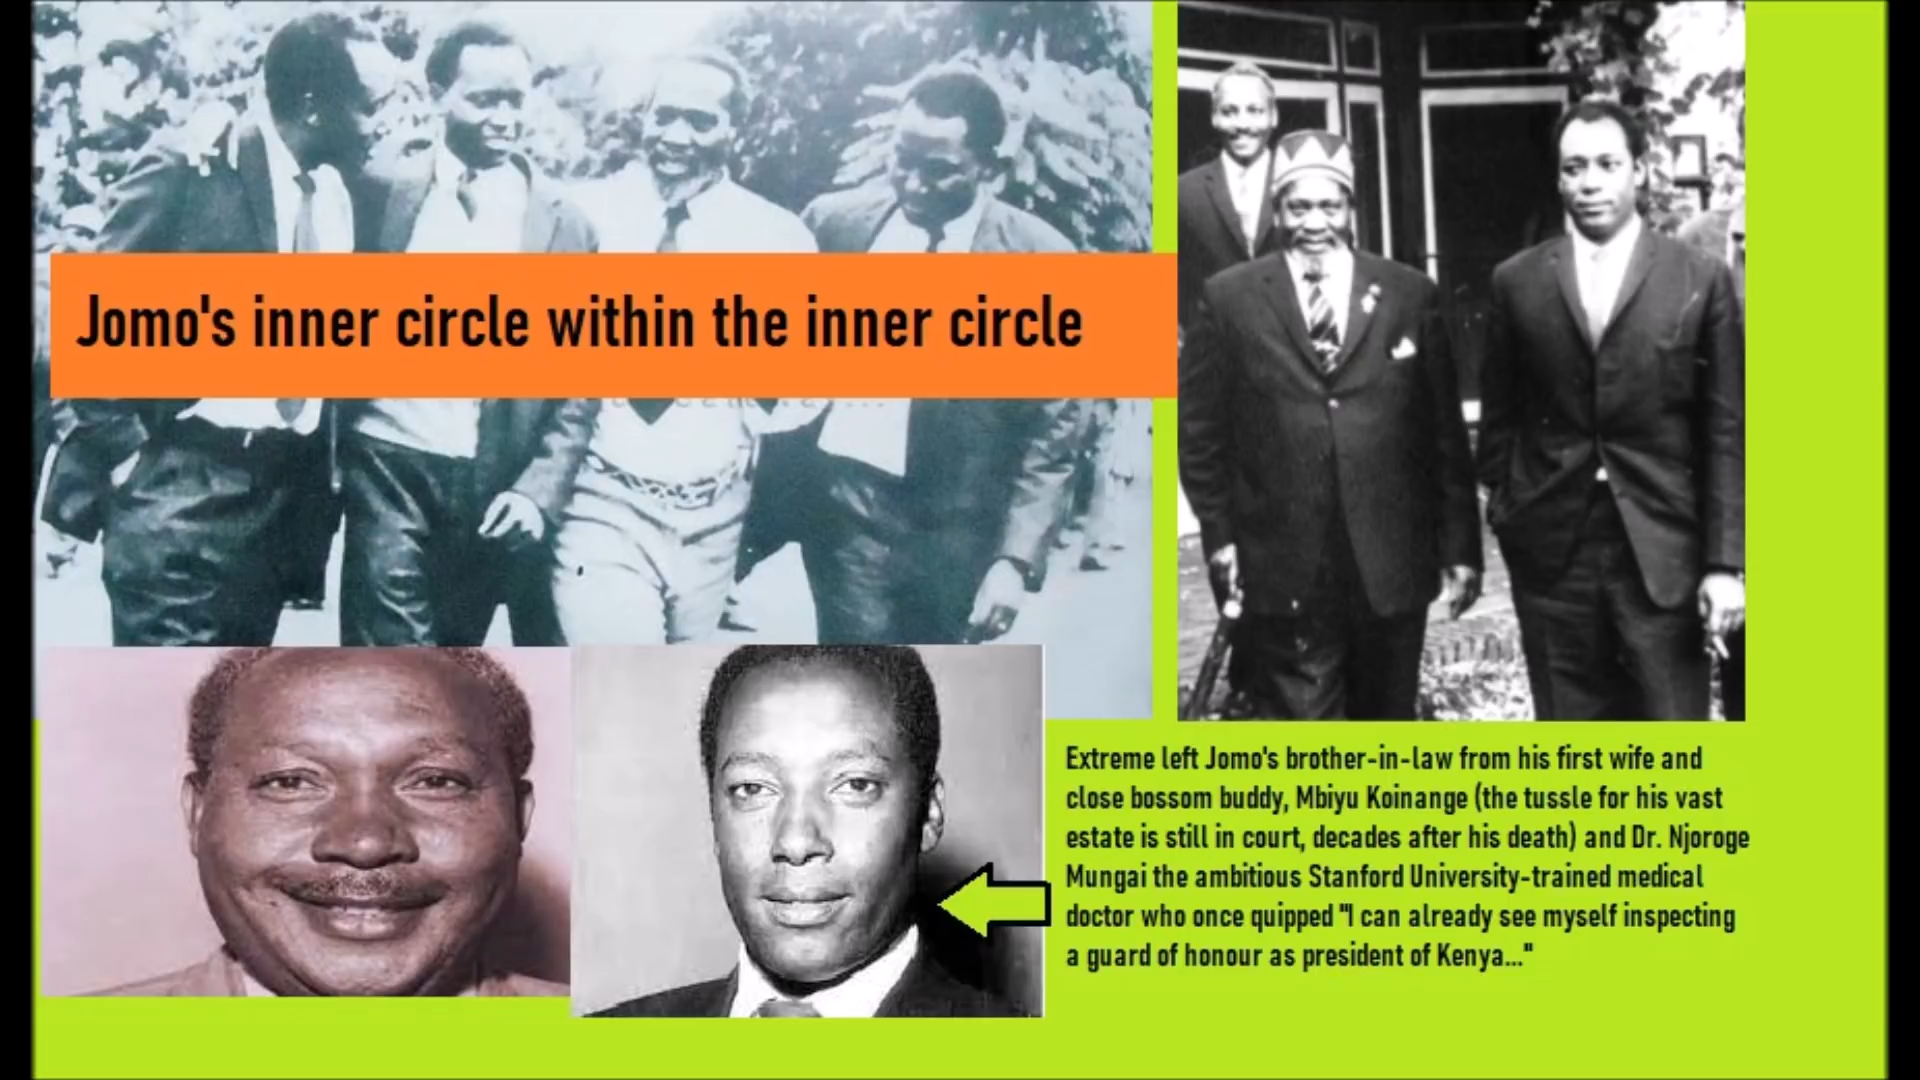 Jomo's inner circle within the inner circle
Extreme left Jomo's brother-in-law from his first wife and
close bossom buddy, Mbiyu Koinange (the tussle for his vast
estate is still in court, decades after his death) and Dr. Njoroge
Mungai the ambitious Stanford University-trained medical
doctor who once quipped "I can already see myself inspecting
a guard of honour as president of Kenya..."